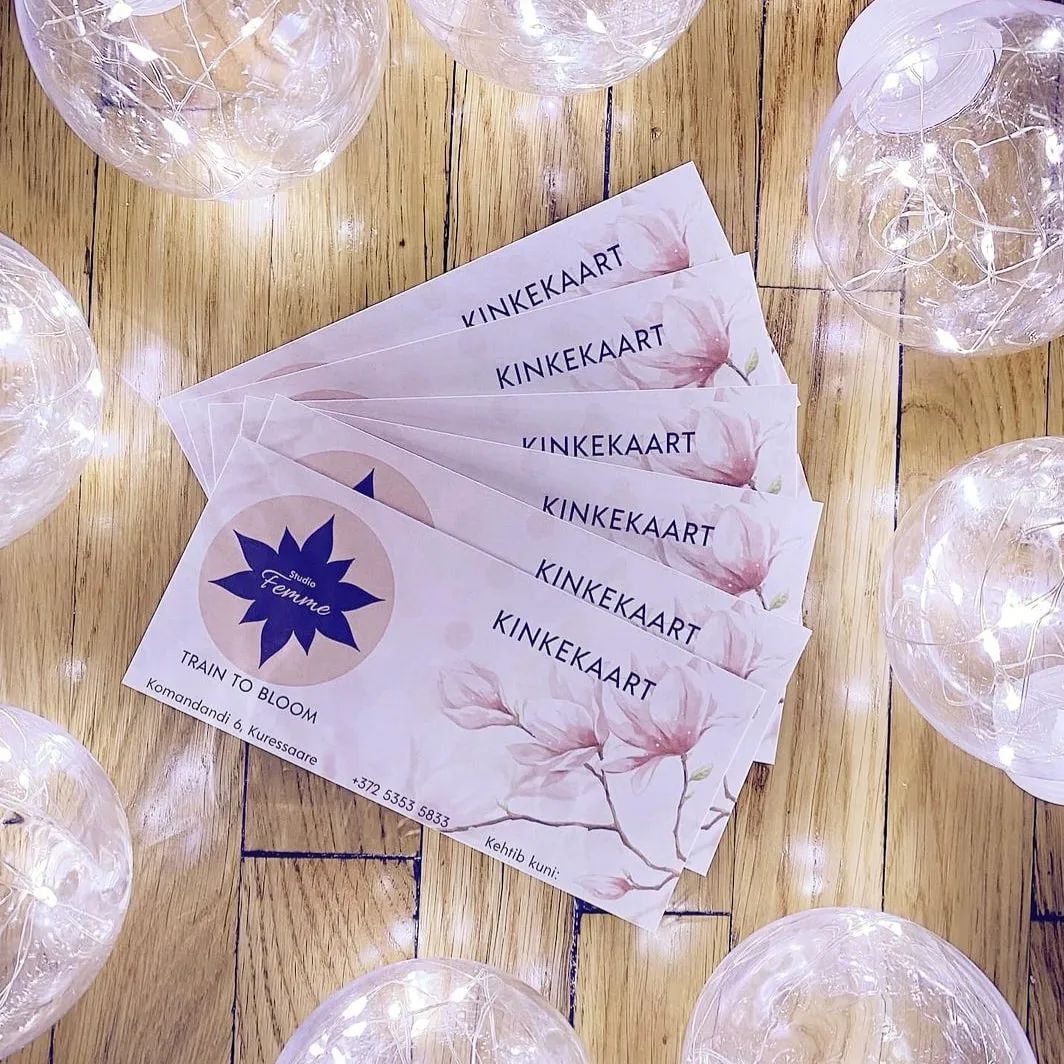 KINKEKAART
KINKEKAART
KINKEKAART
KINKEKAART
KINKEKAART
KINKEKAART
Studio
Femme
TRAIN TO BLOOM
Komandandi 6, Kuressaare
+372 5353 5833
Kehtib kuni: